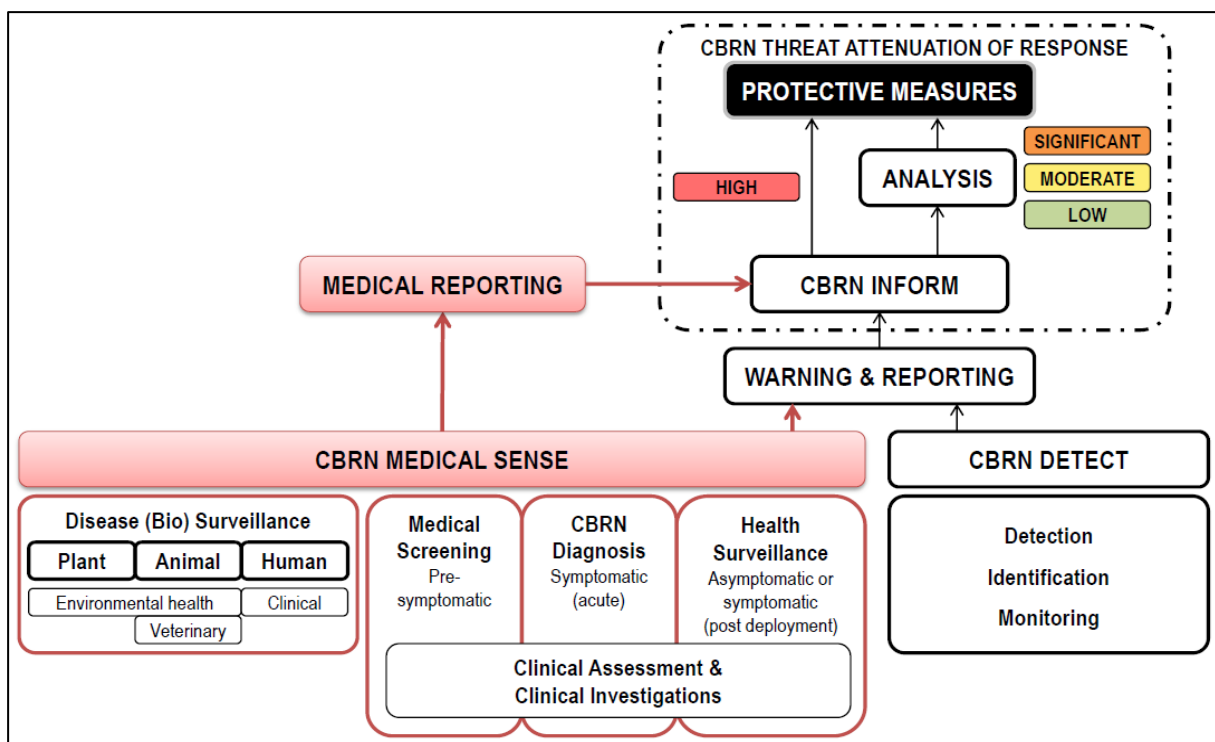 CBRN THREAT ATTENUATION OF RESPONSE
PROTECTIVE MEASURES
SIGNIFICANT
HIGH
ANALYSIS
MODERATE
LOW
MEDICAL REPORTING
CBRN INFORM
WARNING & REPORTING
CBRN MEDICAL SENSE
CBRN DETECT
Disease (Bio) Surveillance
Plant
Animal
Human
Environmental health
Clinical
Veterinary
Medical
Screening
Pre-
symptomatic
CBRN
Diagnosis
Symptomatic
(acute)
Health
Surveillance
Asymptomatic or
symptomatic
(post deployment)
Clinical Assessment &
Clinical Investigations
Detection
Identification
Monitoring